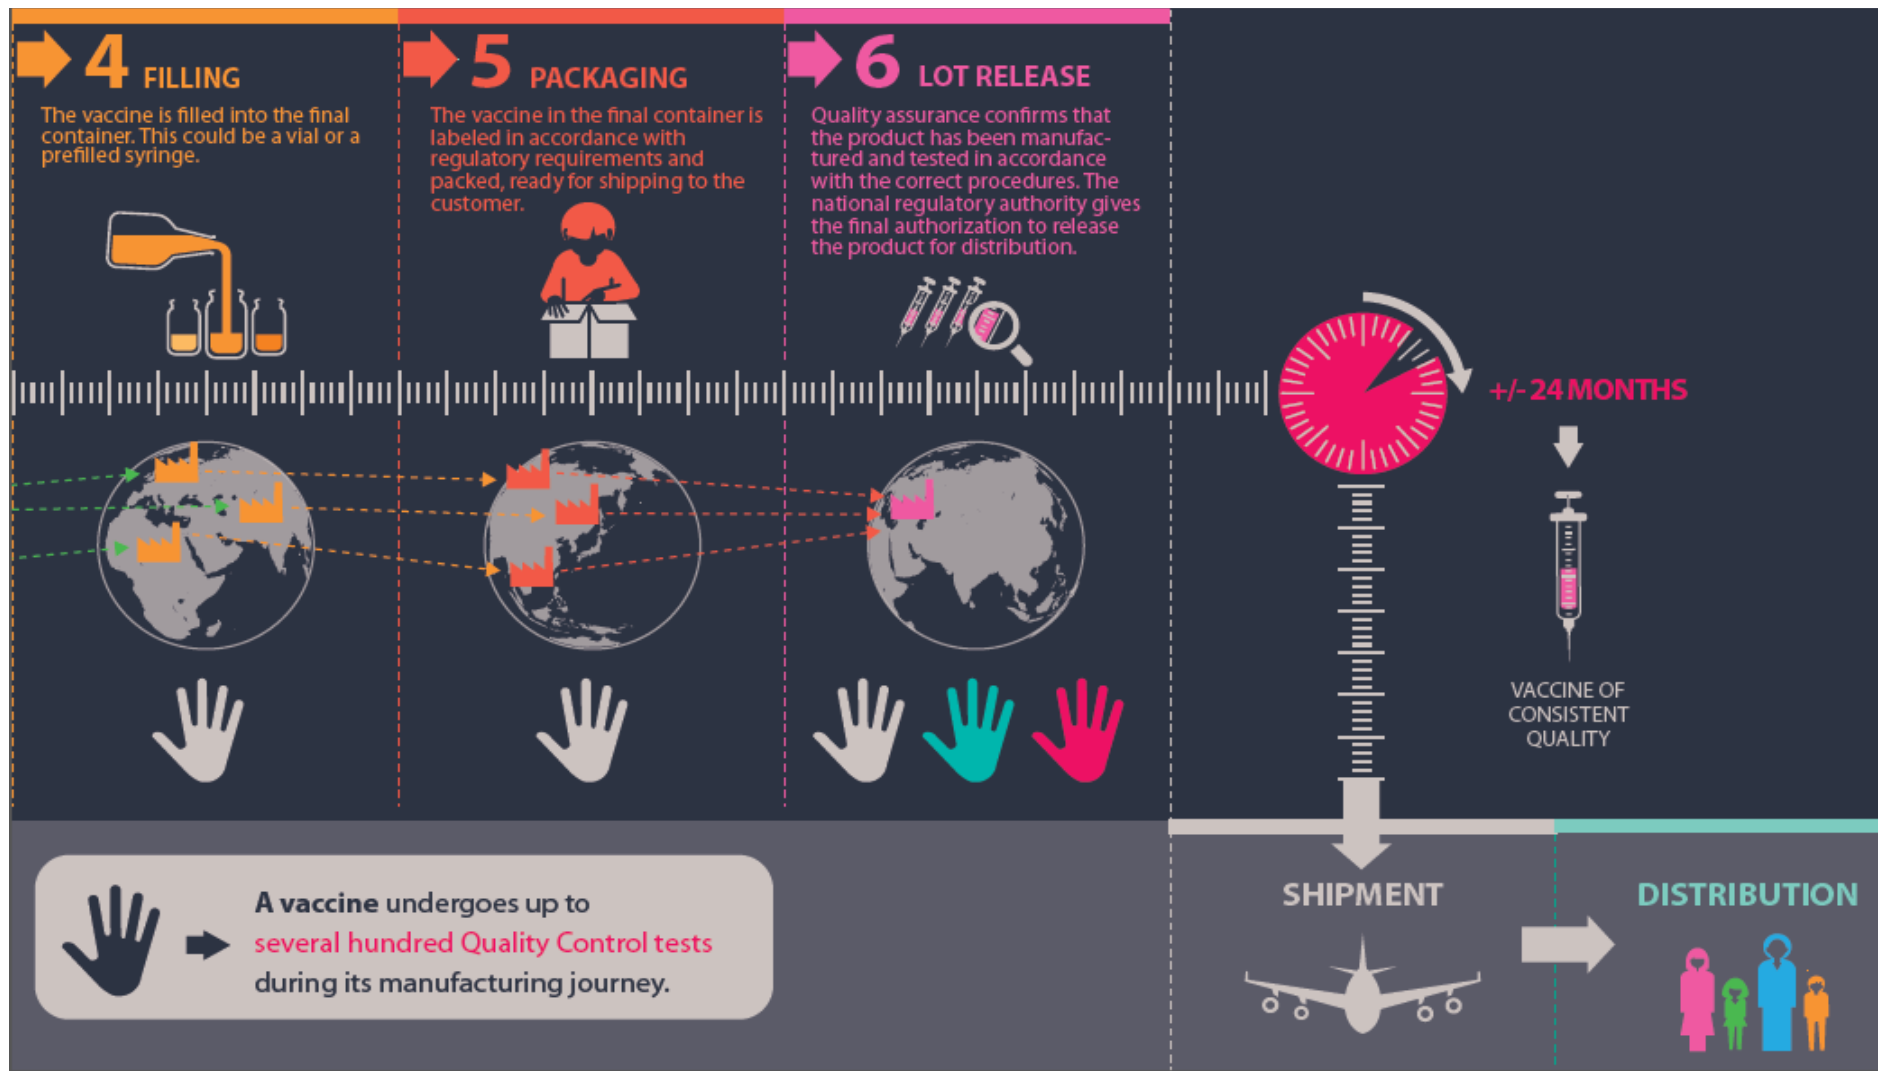 4 FILLING
The vaccine is filled into the final
container. This could be a vial or a
prefilled syringe.
5 PACKAGING
The vaccine in the final container is
labeled in accordance with
regulatory requirements and
packed, ready for shipping to the
customer.
6 LOT RELEASE
Quality assurance confirms that
the product has been manufac-
tured and tested in accordance
with the correct procedures. The
national regulatory authority gives
the final authorization to release
the product for distribution.
+/- 24 MONTHS
VACCINE OF
CONSISTENT
QUALITY
A vaccine undergoes up to
several hundred Quality Control tests
during its manufacturing journey.
SHIPMENT
DISTRIBUTION